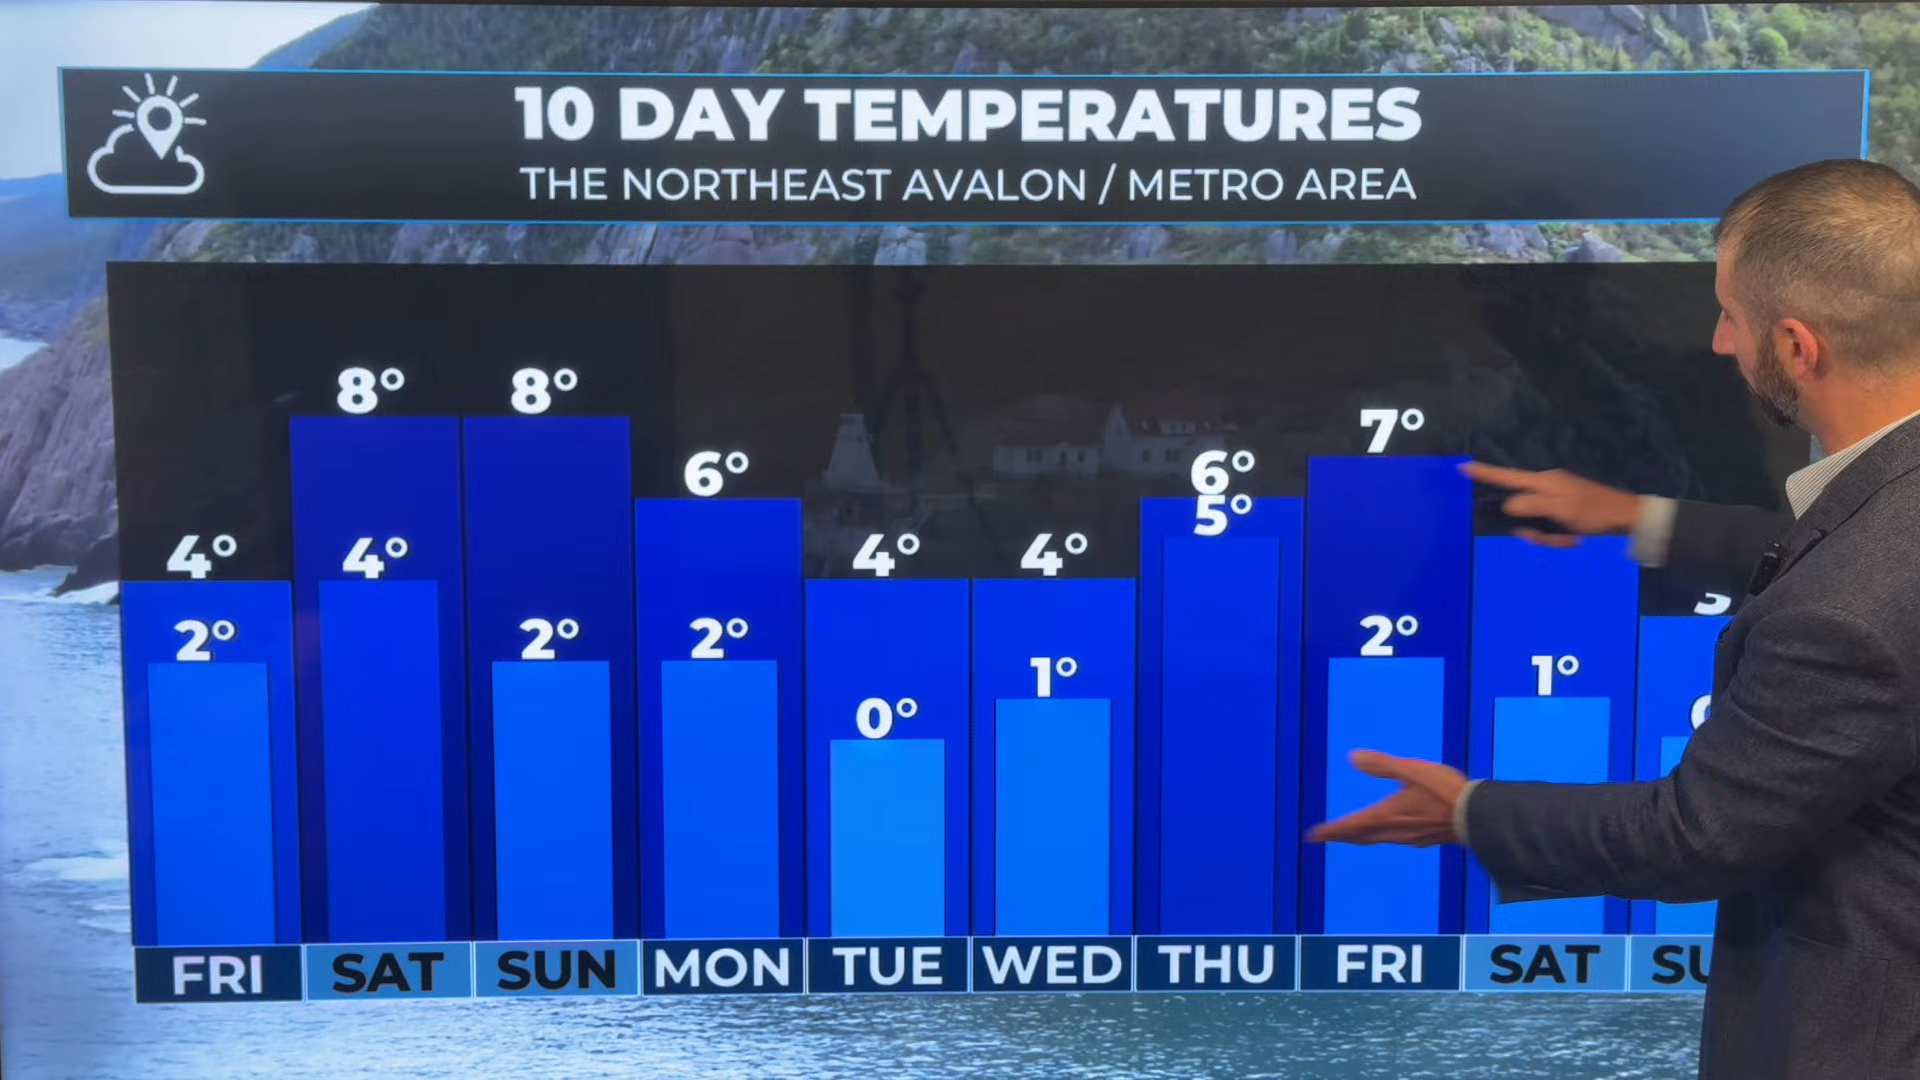 10 DAY TEMPERATURES
THE NORTHEAST AVALON / METRO AREA
8° 8°
7°
6° 6°
5°
4° 4° 4° 4°
2° 2° 2° 2°
1° 1°
0°
FRI SAT SUN MON TUE WED THU FRI SAT